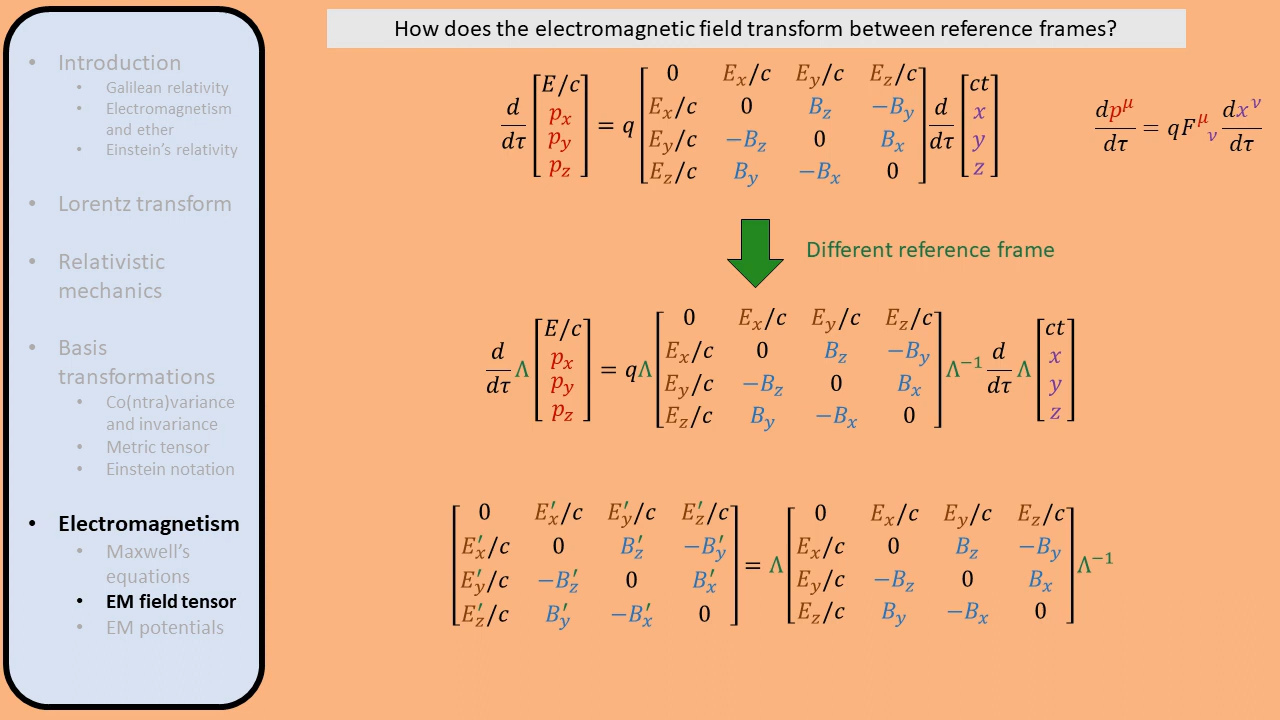 How does the electromagnetic field transform between reference frames?
• Introduction
• Galilean relativity
• Electromagnetism
and ether
• Einstein's relativity
• Lorentz transform
• Relativistic
mechanics
• Basis
transformations
• Co(ntra)variance
and invariance
• Metric tensor
• Einstein notation
• Electromagnetism
• Maxwell's
equations
• EM field tensor
• EM potentials
d/dτ [E/c; p_x; p_y; p_z] = q [0 E_x/c E_y/c E_z/c; E_x/c 0 B_z −B_y; E_y/c −B_z 0 B_x; E_z/c B_y −B_x 0] d/dτ [ct; x; y; z]
dp^μ/dτ = qF^μ_ν dx^ν/dτ
Different reference frame
d/dτ Λ [E/c; p_x; p_y; p_z] = qΛ [0 E_x/c E_y/c E_z/c; E_x/c 0 B_z −B_y; E_y/c −B_z 0 B_x; E_z/c B_y −B_x 0] Λ^−1 d/dτ Λ [ct; x; y; z]
[0 E′_x/c E′_y/c E′_z/c; E′_x/c 0 B′_z −B′_y; E′_y/c −B′_z 0 B′_x; E′_z/c B′_y −B′_x 0] = Λ [0 E_x/c E_y/c E_z/c; E_x/c 0 B_z −B_y; E_y/c −B_z 0 B_x; E_z/c B_y −B_x 0] Λ^−1